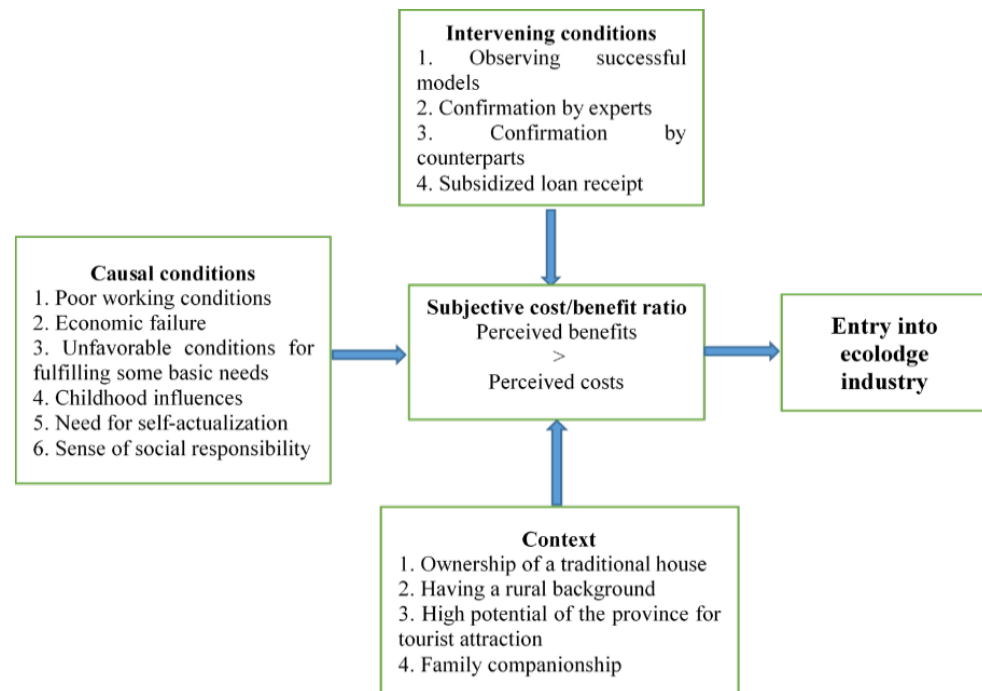 Intervening conditions
1. Observing successful
models
2. Confirmation by experts
3. Confirmation by
counterparts
4. Subsidized loan receipt
Causal conditions
1. Poor working conditions
2. Economic failure
3. Unfavorable conditions for
fulfilling some basic needs
4. Childhood influences
5. Need for self-actualization
6. Sense of social responsibility
Subjective cost/benefit ratio
Perceived benefits
>
Perceived costs
Entry into
ecolodge
industry
Context
1. Ownership of a traditional house
2. Having a rural background
3. High potential of the province for
tourist attraction
4. Family companionship